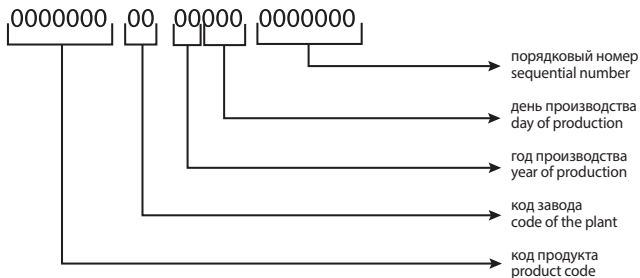 0000000 00 00000 0000000
порядковый номер
sequential number
день производства
day of production
год производства
year of production
код завода
code of the plant
код продукта
product code